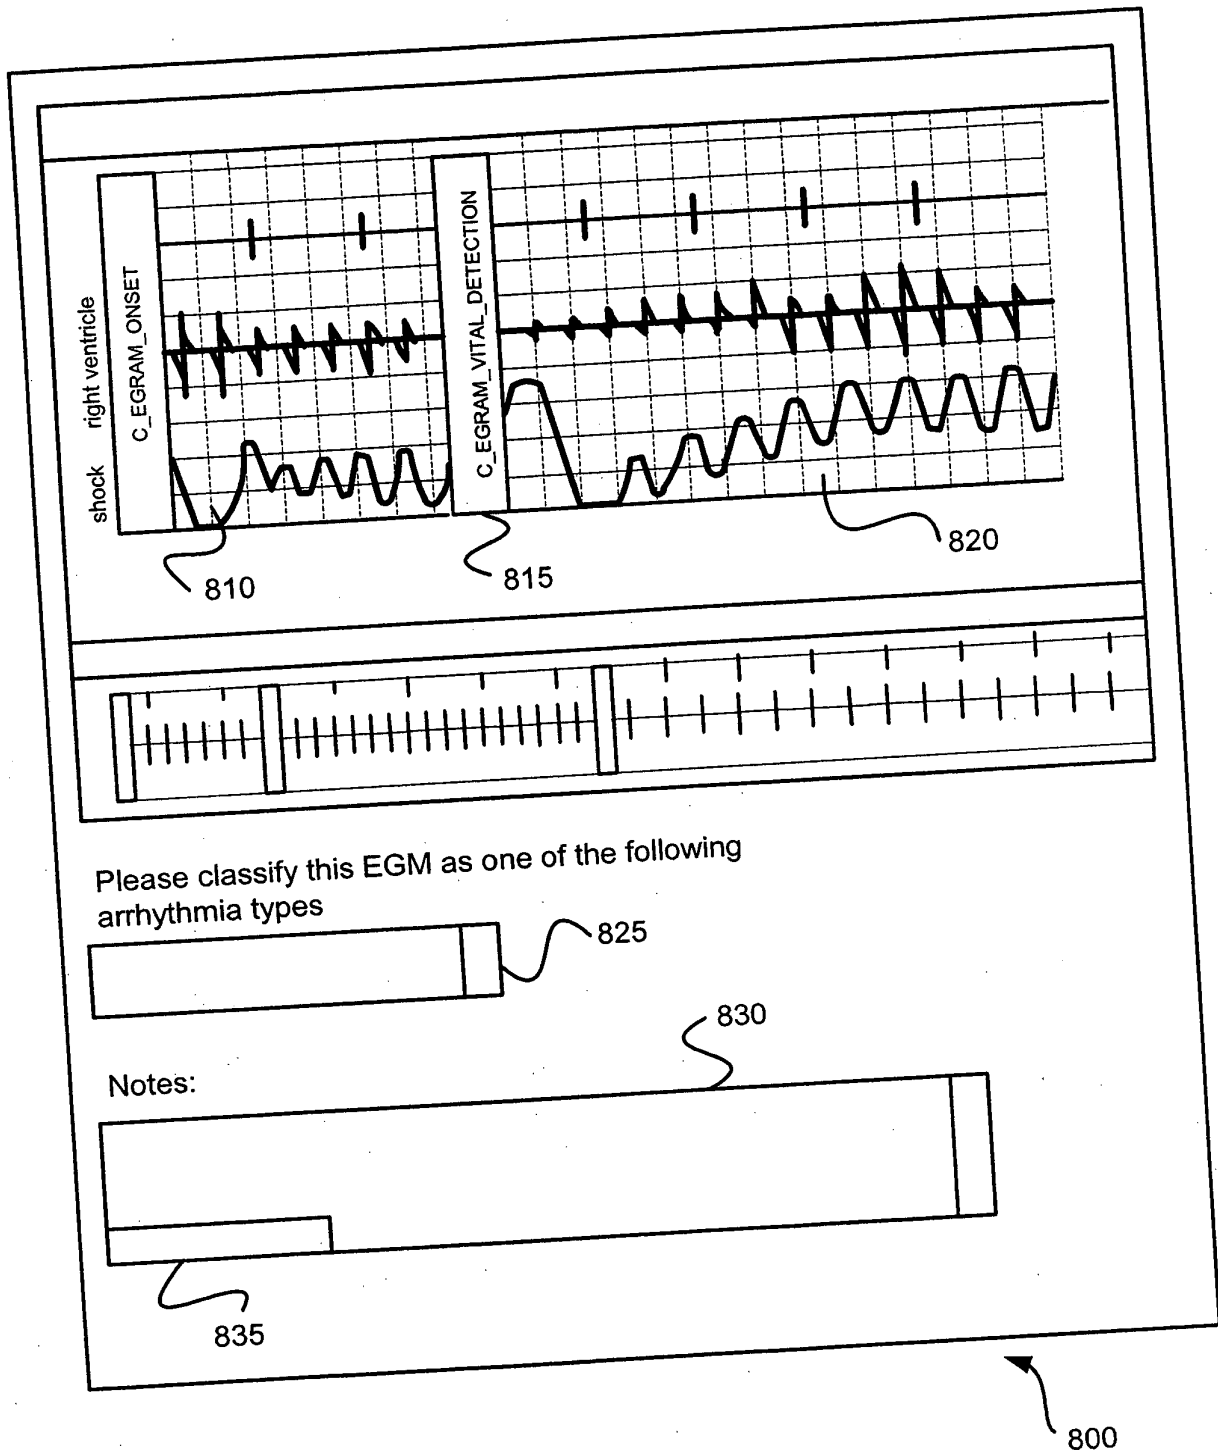 shock right ventricle
C_EGRAM_ONSET
C_EGRAM_VITAL_DETECTION
810
815
820
Please classify this EGM as one of the following
arrhythmia types
825
830
Notes:
835
800